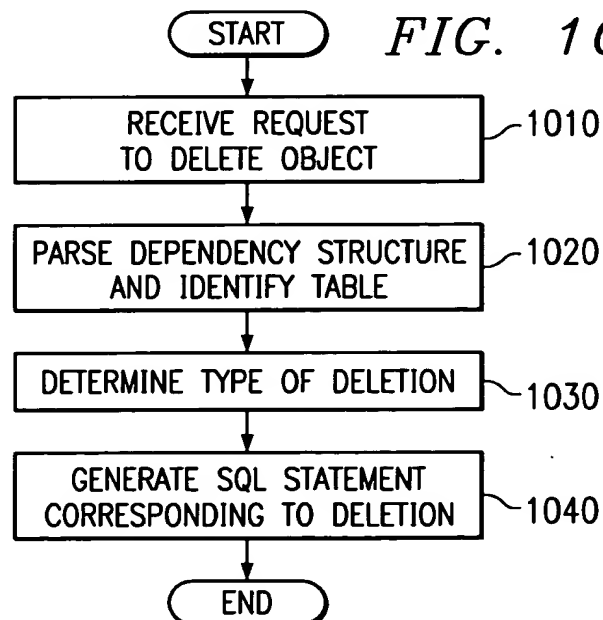 START
FIG. 10
RECEIVE REQUEST
TO DELETE OBJECT
1010
PARSE DEPENDENCY STRUCTURE
AND IDENTIFY TABLE
1020
DETERMINE TYPE OF DELETION
1030
GENERATE SQL STATEMENT
CORRESPONDING TO DELETION
1040
END